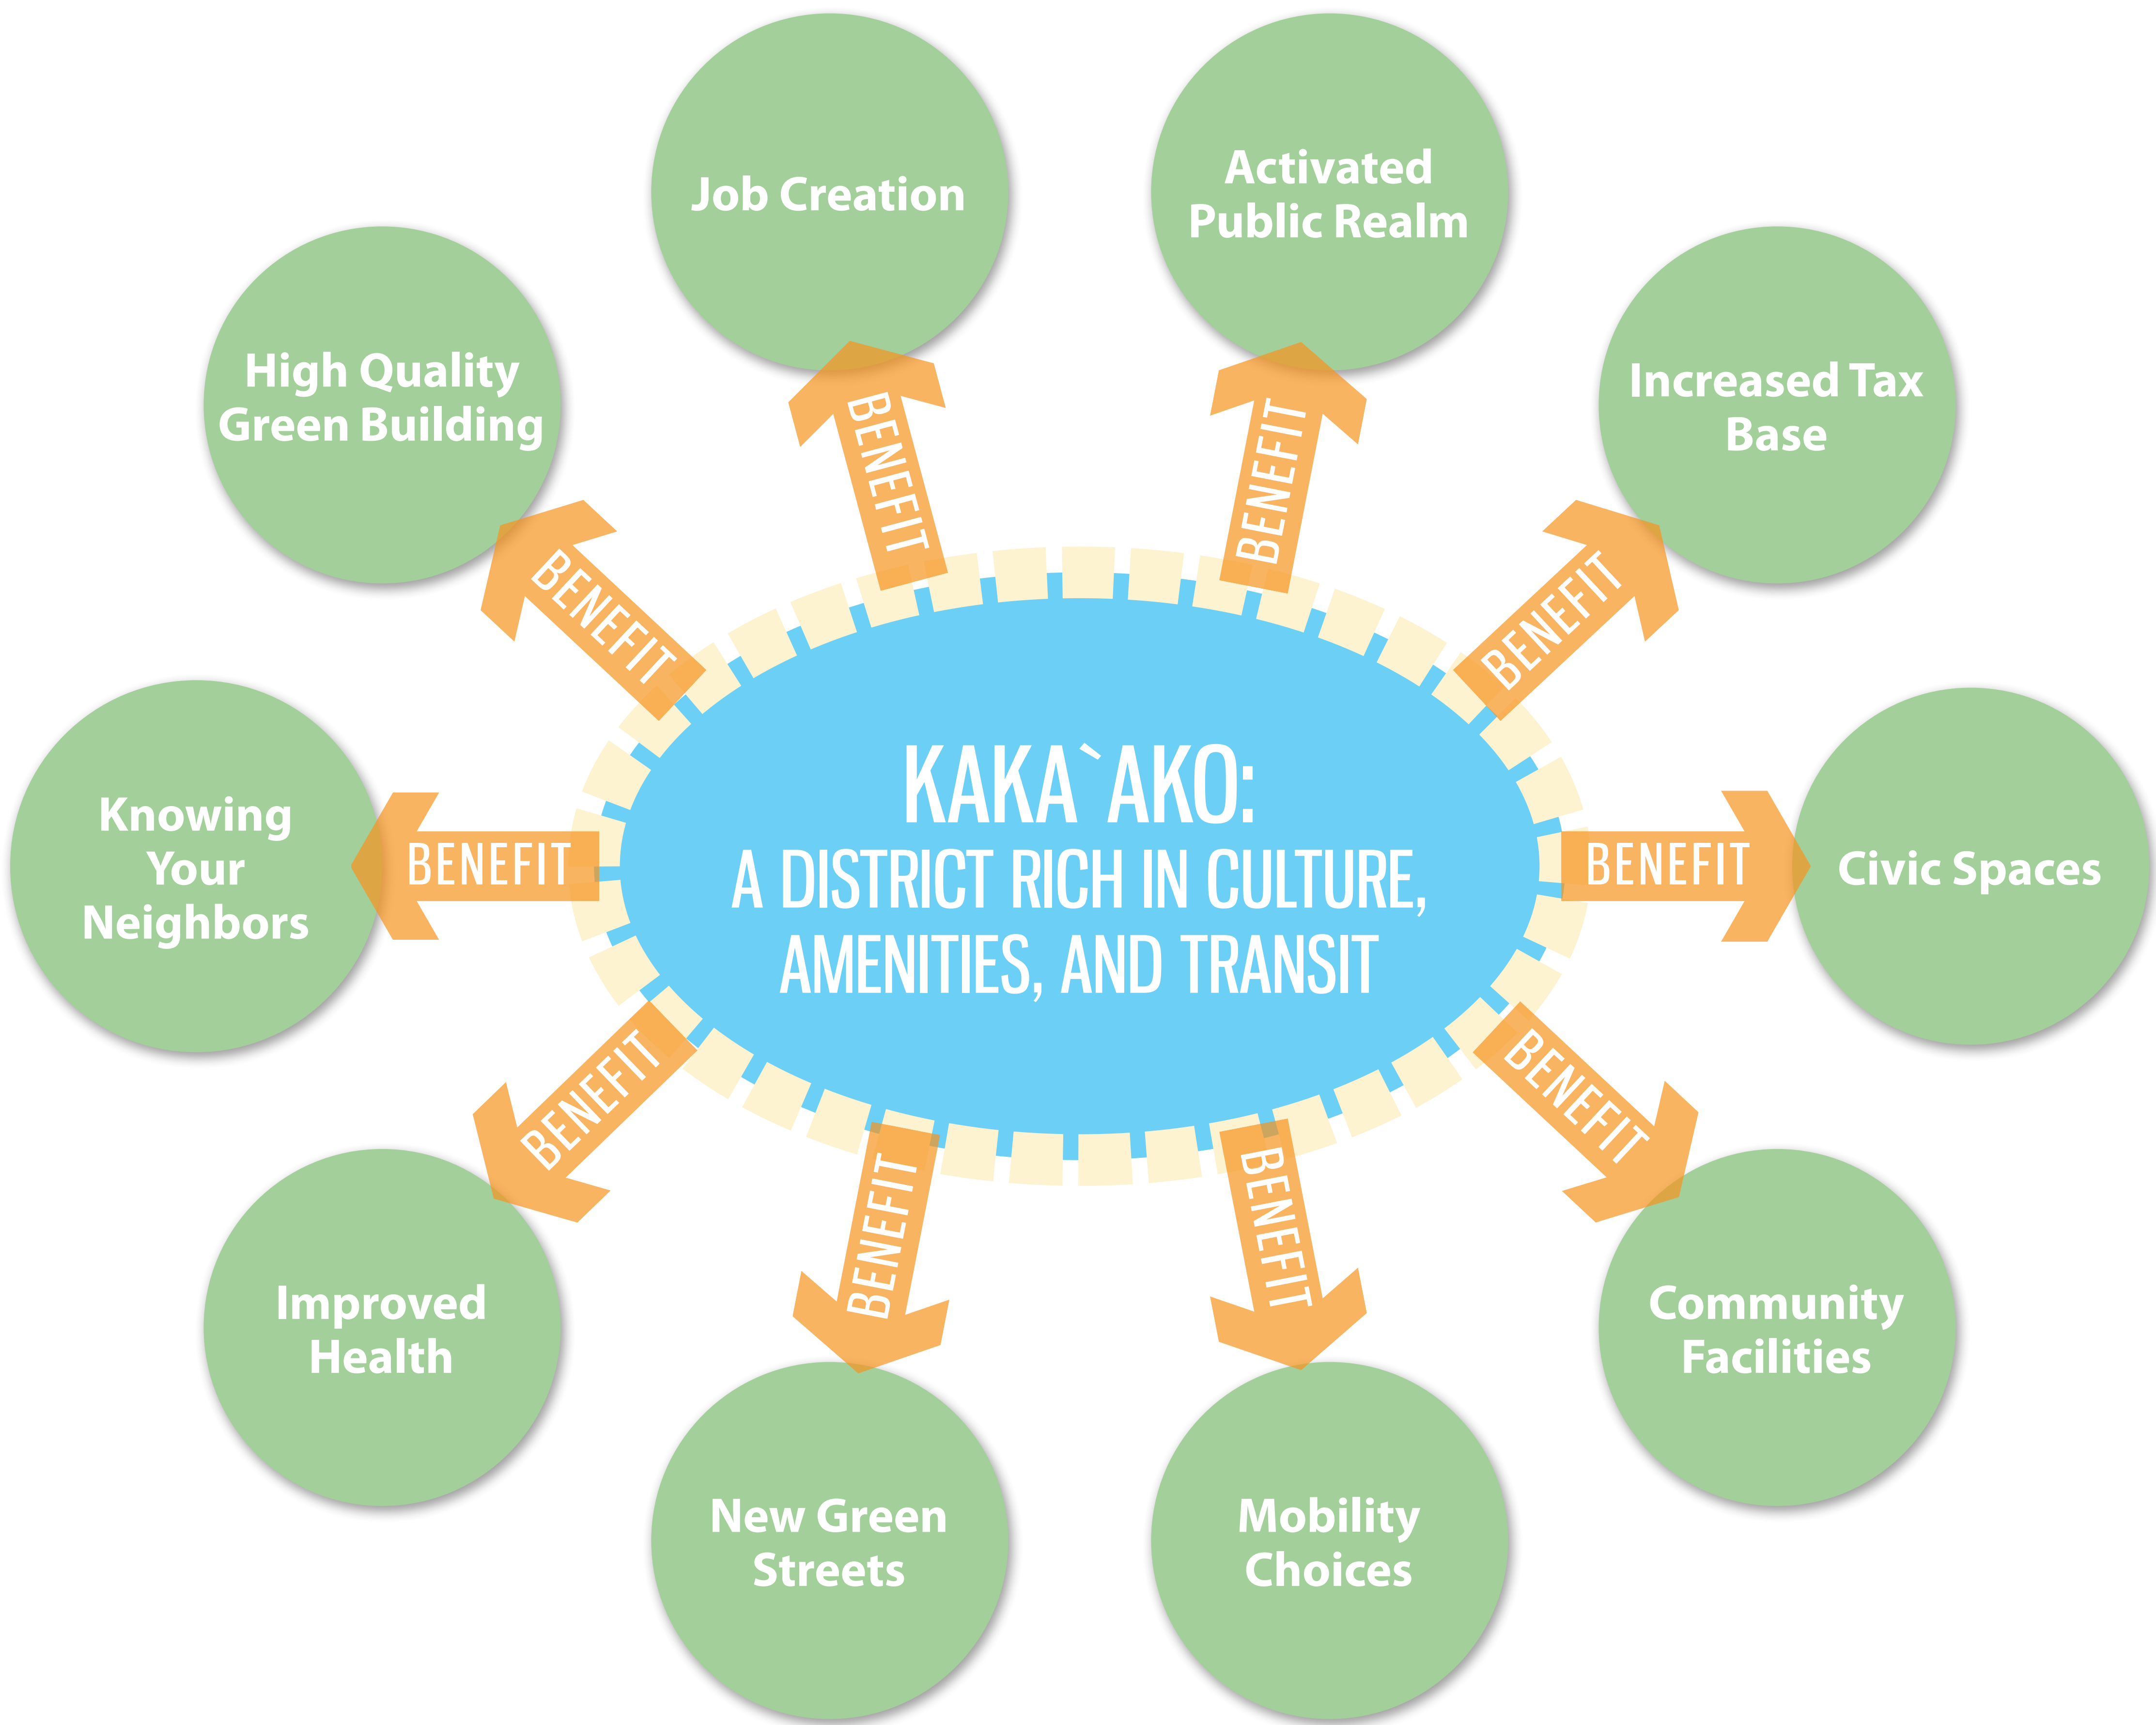 Job Creation
Activated
Public Realm
High Quality
Green Building
Increased Tax
Base
BENEFIT
BENEFIT
BENEFIT
BENEFIT
KAKA`AKO:
A DISTRICT RICH IN CULTURE,
AMENITIES, AND TRANSIT
Knowing
Your
Neighbors
BENEFIT
BENEFIT
Civic Spaces
BENEFIT
BENEFIT
BENEFIT
BENEFIT
Improved
Health
Community
Facilities
New Green
Streets
Mobility
Choices